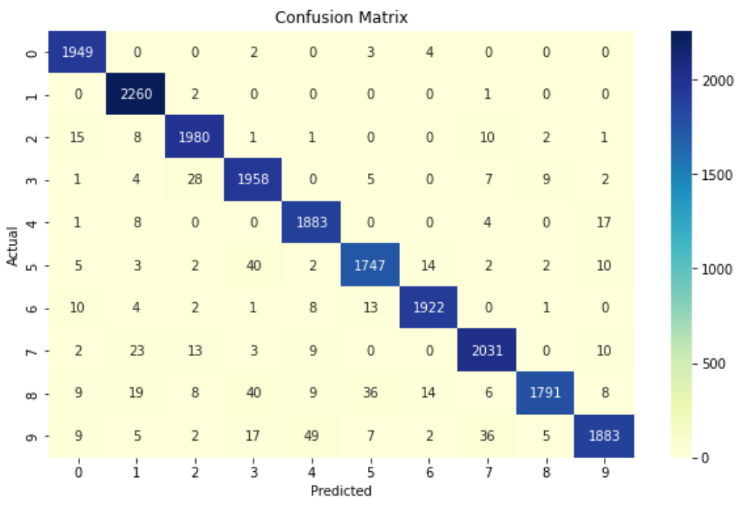 Confusion Matrix
0 1949 0 0 2 0 3 4 0 0 0
1 0 2260 2 0 0 0 0 1 0 0
2 15 8 1980 1 1 0 0 10 2 1
3 1 4 28 1958 0 5 0 7 9 2
4 1 8 0 0 1883 0 0 4 0 17
5 5 3 2 40 2 1747 14 2 2 10
6 10 4 2 1 8 13 1922 0 1 0
7 2 23 13 3 9 0 0 2031 0 10
8 9 19 8 40 9 36 14 6 1791 8
9 9 5 2 17 49 7 2 36 5 1883
0 1 2 3 4 5 6 7 8 9
Actual
Predicted
2000
1500
1000
500
0